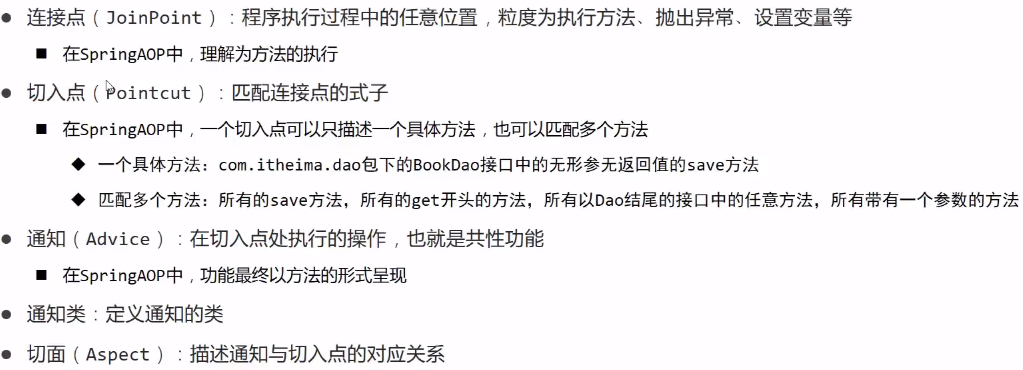 ● 连接点（JoinPoint）：程序执行过程中的任意位置，粒度为执行方法、抛出异常、设置变量等
■ 在SpringAOP中，理解为方法的执行
● 切入点（Pointcut）：匹配连接点的式子
■ 在SpringAOP中，一个切入点可以只描述一个具体方法，也可以匹配多个方法
◆ 一个具体方法：com.itheima.dao包下的BookDao接口中的无形参无返回值的save方法
◆ 匹配多个方法：所有的save方法，所有的get开头的方法，所有以Dao结尾的接口中的任意方法，所有带有一个参数的方法
● 通知（Advice）：在切入点处执行的操作，也就是共性功能
■ 在SpringAOP中，功能最终以方法的形式呈现
● 通知类：定义通知的类
● 切面（Aspect）：描述通知与切入点的对应关系